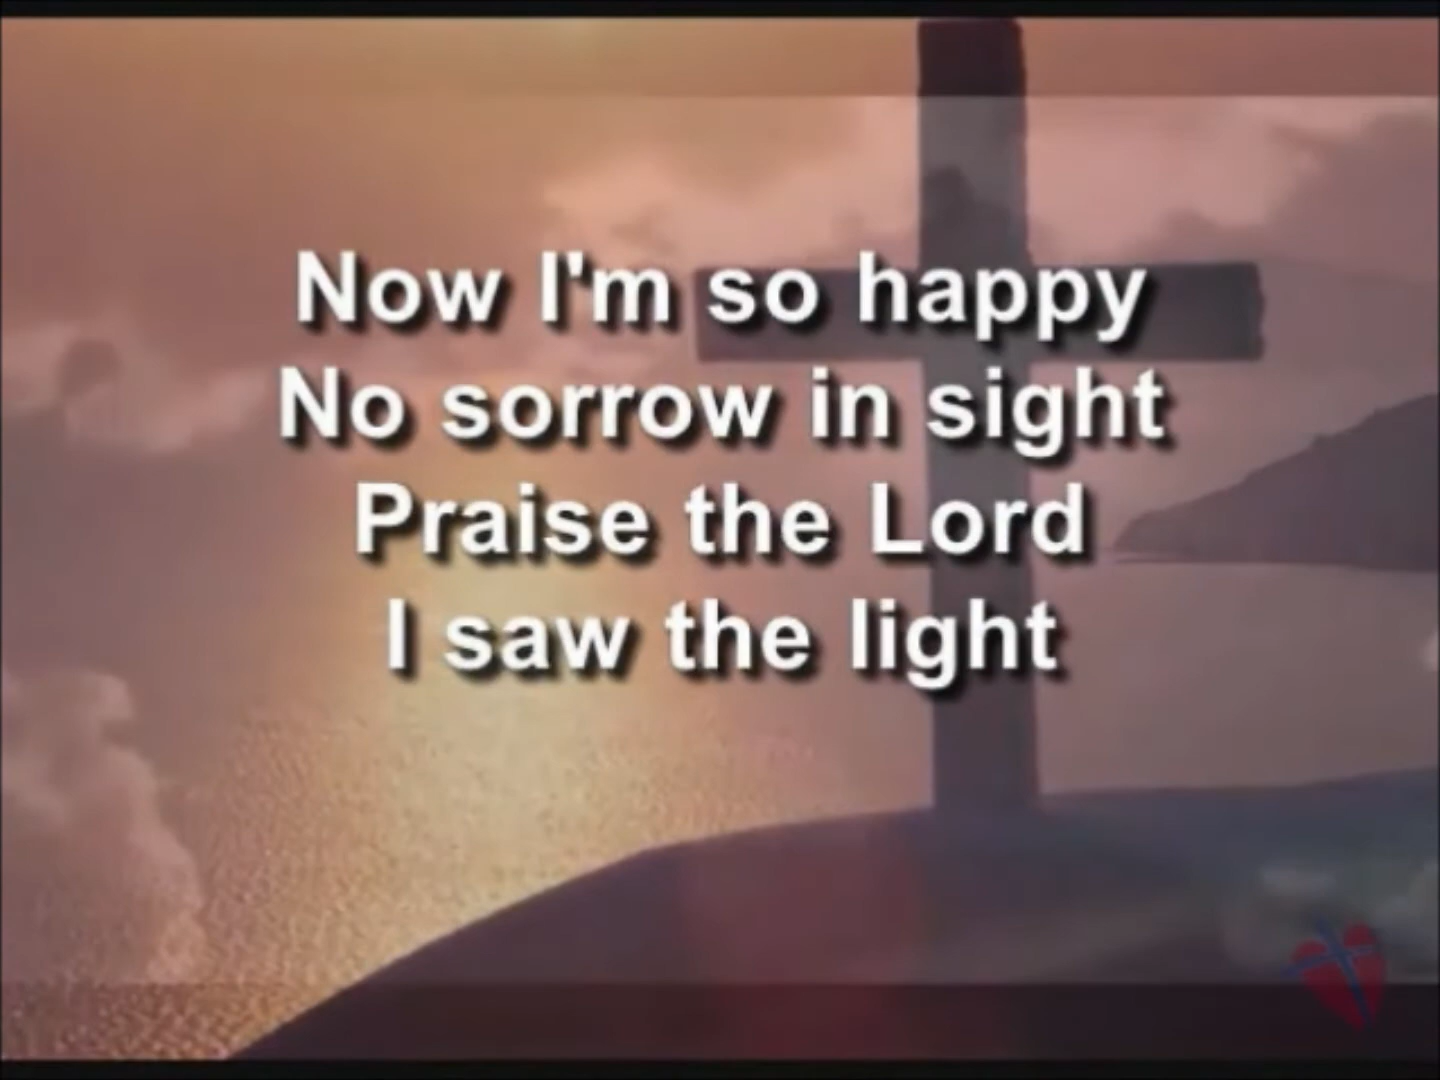 Now I'm so happy
No sorrow in sight
Praise the Lord
I saw the light